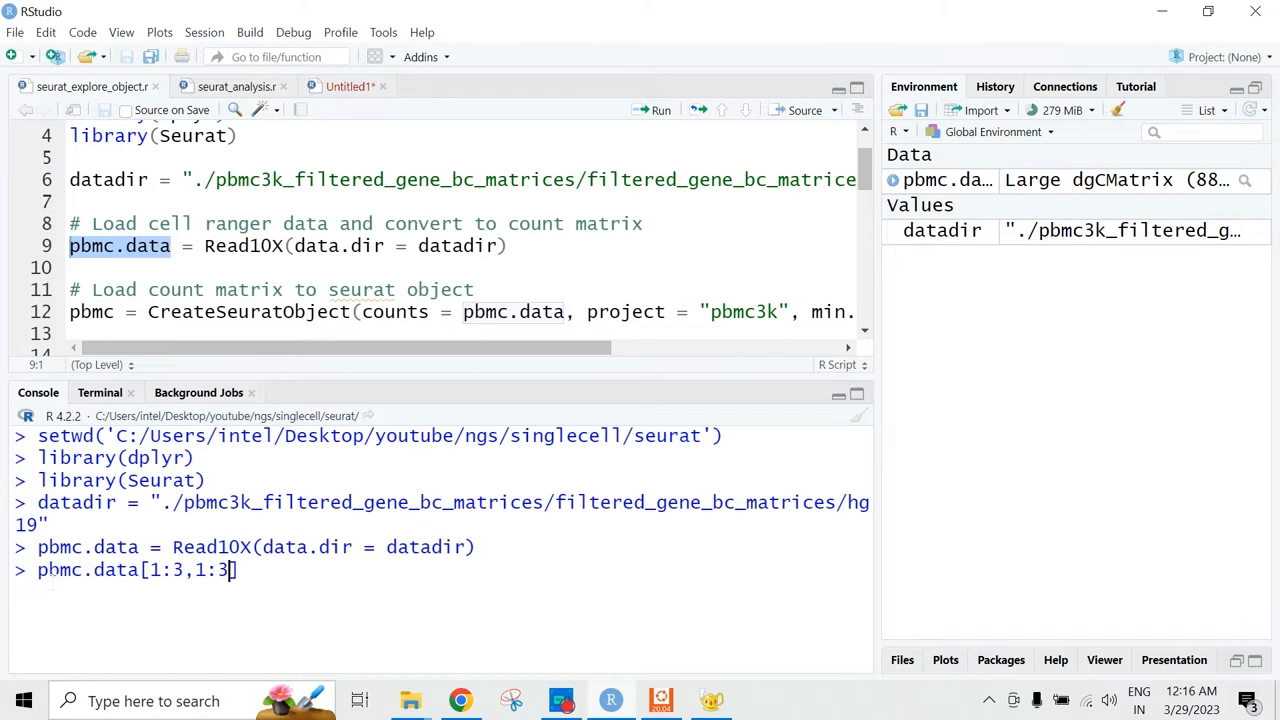 RStudio
File Edit Code View Plots Session Build Debug Profile Tools Help
Go to file/function
Addins
Project: (None)
seurat_explore_object.r
seurat_analysis.r
Untitled1*
Source on Save
Run
Source
4 library(Seurat)
5
6 datadir = "./pbmc3k_filtered_gene_bc_matrices/filtered_gene_bc_matrice
7
8 # Load cell ranger data and convert to count matrix
9 pbmc.data = Read10X(data.dir = datadir)
10
11 # Load count matrix to seurat object
12 pbmc = CreateSeuratObject(counts = pbmc.data, project = "pbmc3k", min.
13
9:1 (Top Level) R Script
Console Terminal Background Jobs
R 4.2.2 · C:/Users/intel/Desktop/youtube/ngs/singlecell/seurat/
> setwd('C:/Users/intel/Desktop/youtube/ngs/singlecell/seurat')
> library(dplyr)
> library(Seurat)
> datadir = "./pbmc3k_filtered_gene_bc_matrices/filtered_gene_bc_matrices/hg
19"
> pbmc.data = Read10X(data.dir = datadir)
> pbmc.data[1:3,1:3]
Environment History Connections Tutorial
Import 279 MiB List
R Global Environment
Data
pbmc.da… Large dgCMatrix (88…
Values
datadir "./pbmc3k_filtered_g…
Files Plots Packages Help Viewer Presentation
Type here to search
20.04
ENG
IN
12:16 AM
3/29/2023
3